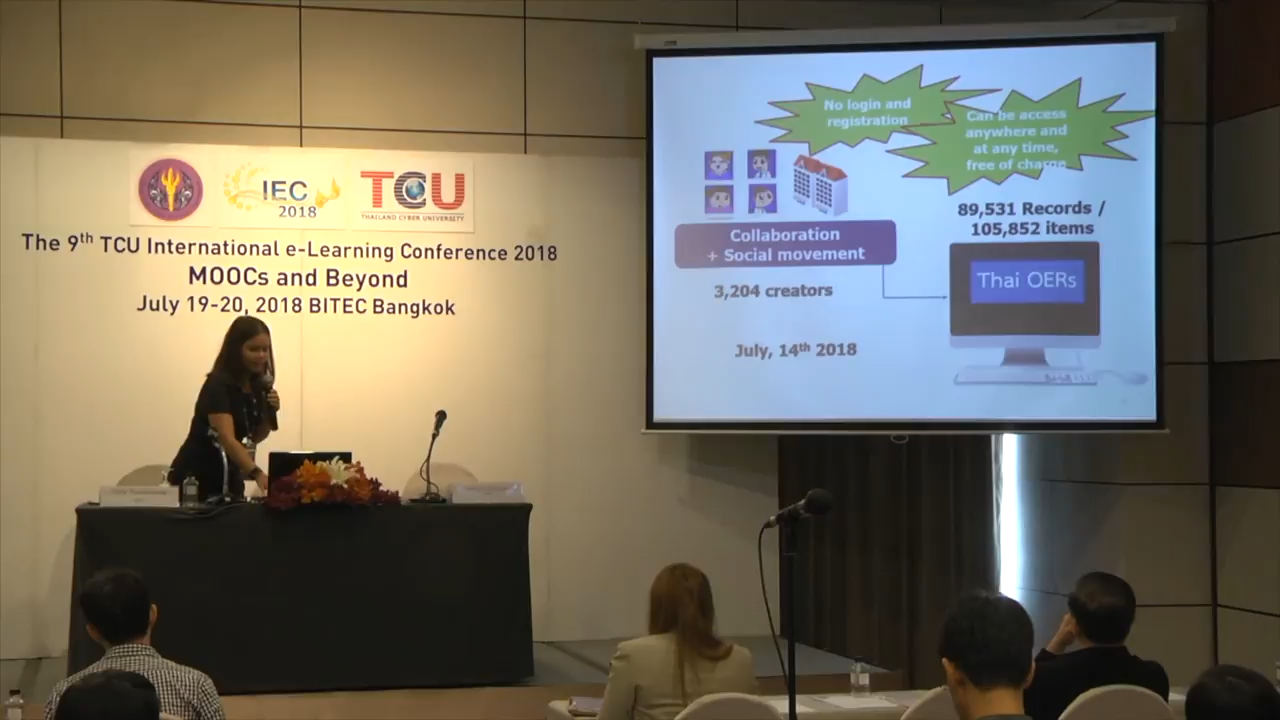 IEC
2018
TCU
THAILAND CYBER UNIVERSITY
The 9th TCU International e-Learning Conference 2018
MOOCs and Beyond
July 19-20, 2018 BITEC Bangkok
No login and
registration
Can be access
anywhere and
at any time,
free of charge
89,531 Records /
105,852 items
Collaboration
+ Social movement
Thai OERs
3,204 creators
July, 14th 2018